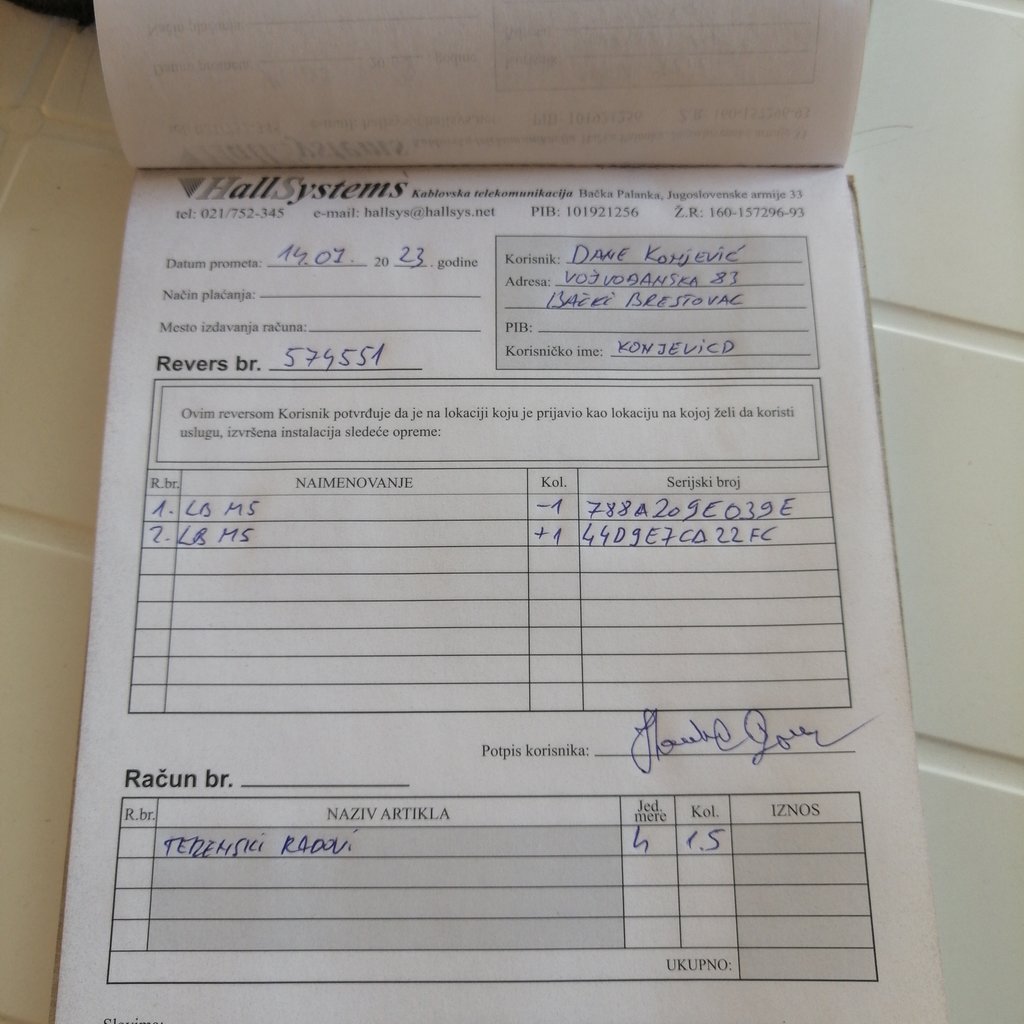 HallSystems Kablovska telekomunikacija Bačka Palanka, Jugoslovenske armije 33
tel: 021/752-345 e-mail: hallsys@hallsys.net PIB: 101921256 Ž.R: 160-157296-93
Datum prometa: 14.07. 20 23. godine
Način plaćanja:
Mesto izdavanja računa:
Revers br. 574551
Korisnik: DANE KONJEVIĆ
Adresa: VOJVOĐANSKA 83
BAČKI BRESTOVAC
PIB:
Korisničko ime: KONJEVICD
Ovim reversom Korisnik potvrđuje da je na lokaciji koju je prijavio kao lokaciju na kojoj želi da koristi
uslugu, izvršena instalacija sledeće opreme:
R.br. NAIMENOVANJE Kol. Serijski broj
1. LB M5 -1 788A209E039E
2. LB M5 +1 44D9E7CA22FC
Potpis korisnika:
Račun br.
R.br. NAZIV ARTIKLA Jed. mere Kol. IZNOS
TERENSKI RADOVI h 1.5
UKUPNO: